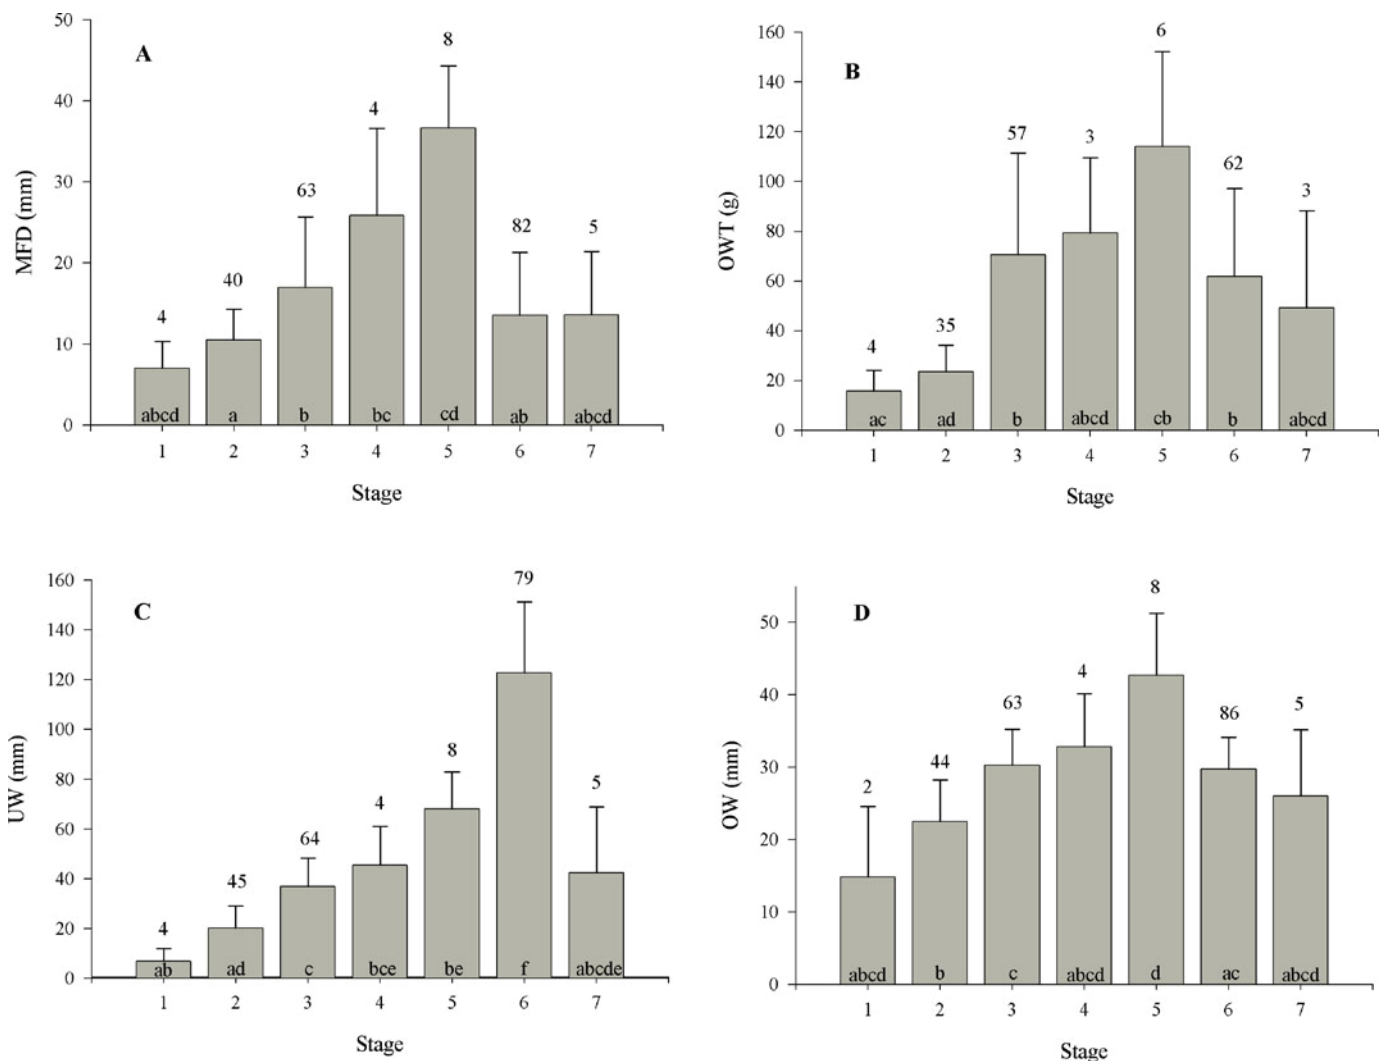 A
MFD (mm)
50
40
30
20
10
0
4
40
63
4
8
82
5
abcd a b bc cd ab abcd
1 2 3 4 5 6 7
Stage
B
OWT (g)
160
140
120
100
80
60
40
20
0
4
35
57
3
6
62
3
ac ad b abcd cb b abcd
1 2 3 4 5 6 7
Stage
C
UW (mm)
160
140
120
100
80
60
40
20
0
4
45
64
4
8
79
5
ab ad c bce be f abcde
1 2 3 4 5 6 7
Stage
D
OW (mm)
50
40
30
20
10
0
2
44
63
4
8
86
5
abcd b c abcd d ac abcd
1 2 3 4 5 6 7
Stage